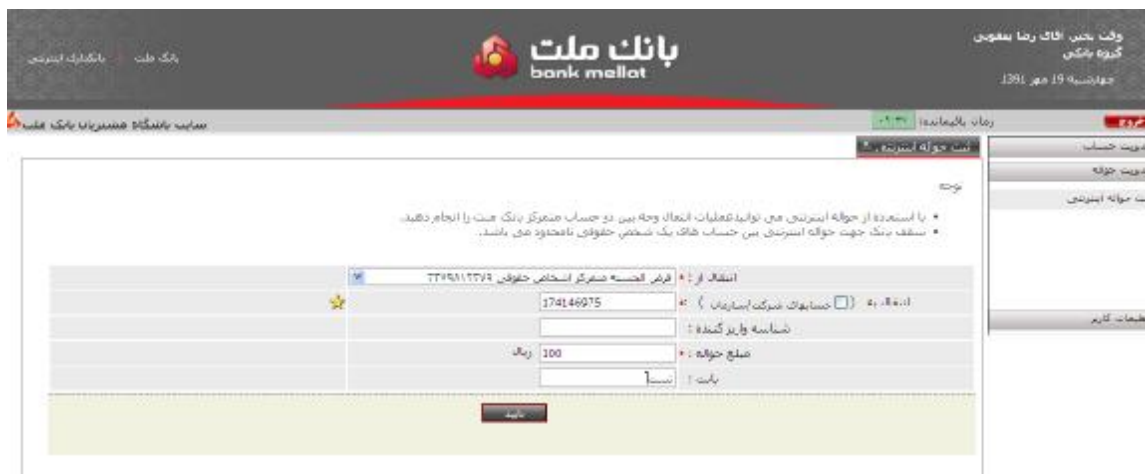 وقت بخیر، آقای رضا یعقوبی
گروه بانکی
چهارشنبه 19 مهر 1391
بانك ملت
bank mellat
بانک ملت
بانکداری اینترنتی
خروج
زمان باقیمانده:
سایت باشگاه مشتریان بانک ملت
مدیریت حساب
مدیریت حواله
ثبت حواله اینترنتی
تنظیمات کاربر
ثبت حواله اینترنتی *
توجه
با استفاده از حواله اینترنتی می توانید عملیات انتقال وجه بین دو حساب متمرکز بانک ملت را انجام دهید.
سقف بانک جهت حواله اینترنتی بین حساب های یک شخص حقوقی نامحدود می باشد.
انتقال از : * قرض الحسنه متمرکز اشخاص حقوقی
انتقال به ( حسابهای شرکت/سازمان ) :* 174146975
شناسه واریز کننده :
مبلغ حواله : * 100 ریال
بابت : تست
تایید